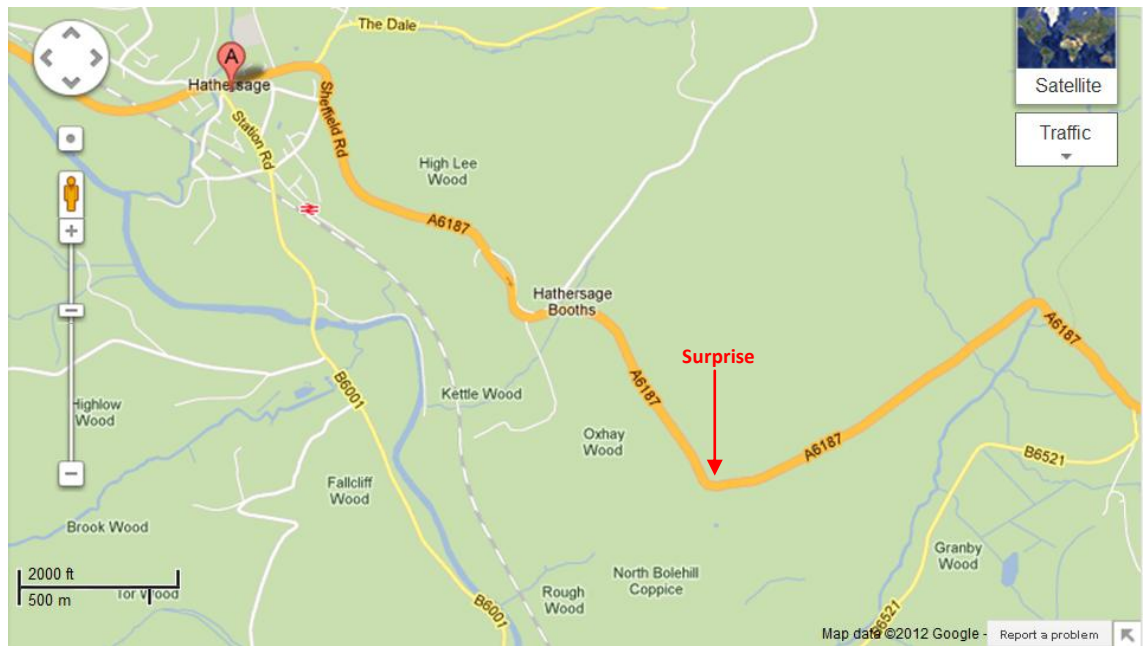 The Dale
Satellite
Traffic
A
Hathersage
Sheffield Rd
Station Rd
High Lee
Wood
A6187
Hathersage
Booths
A6187
Surprise
A6187
B6001
Kettle Wood
Highlow
Wood
Oxhay
Wood
A6187
B6521
Fallcliff
Wood
Brook Wood
Granby
Wood
North Bolehill
Coppice
2000 ft
500 m
Tor Wood
Rough
Wood
B6001
B6521
Map data ©2012 Google -
Report a problem